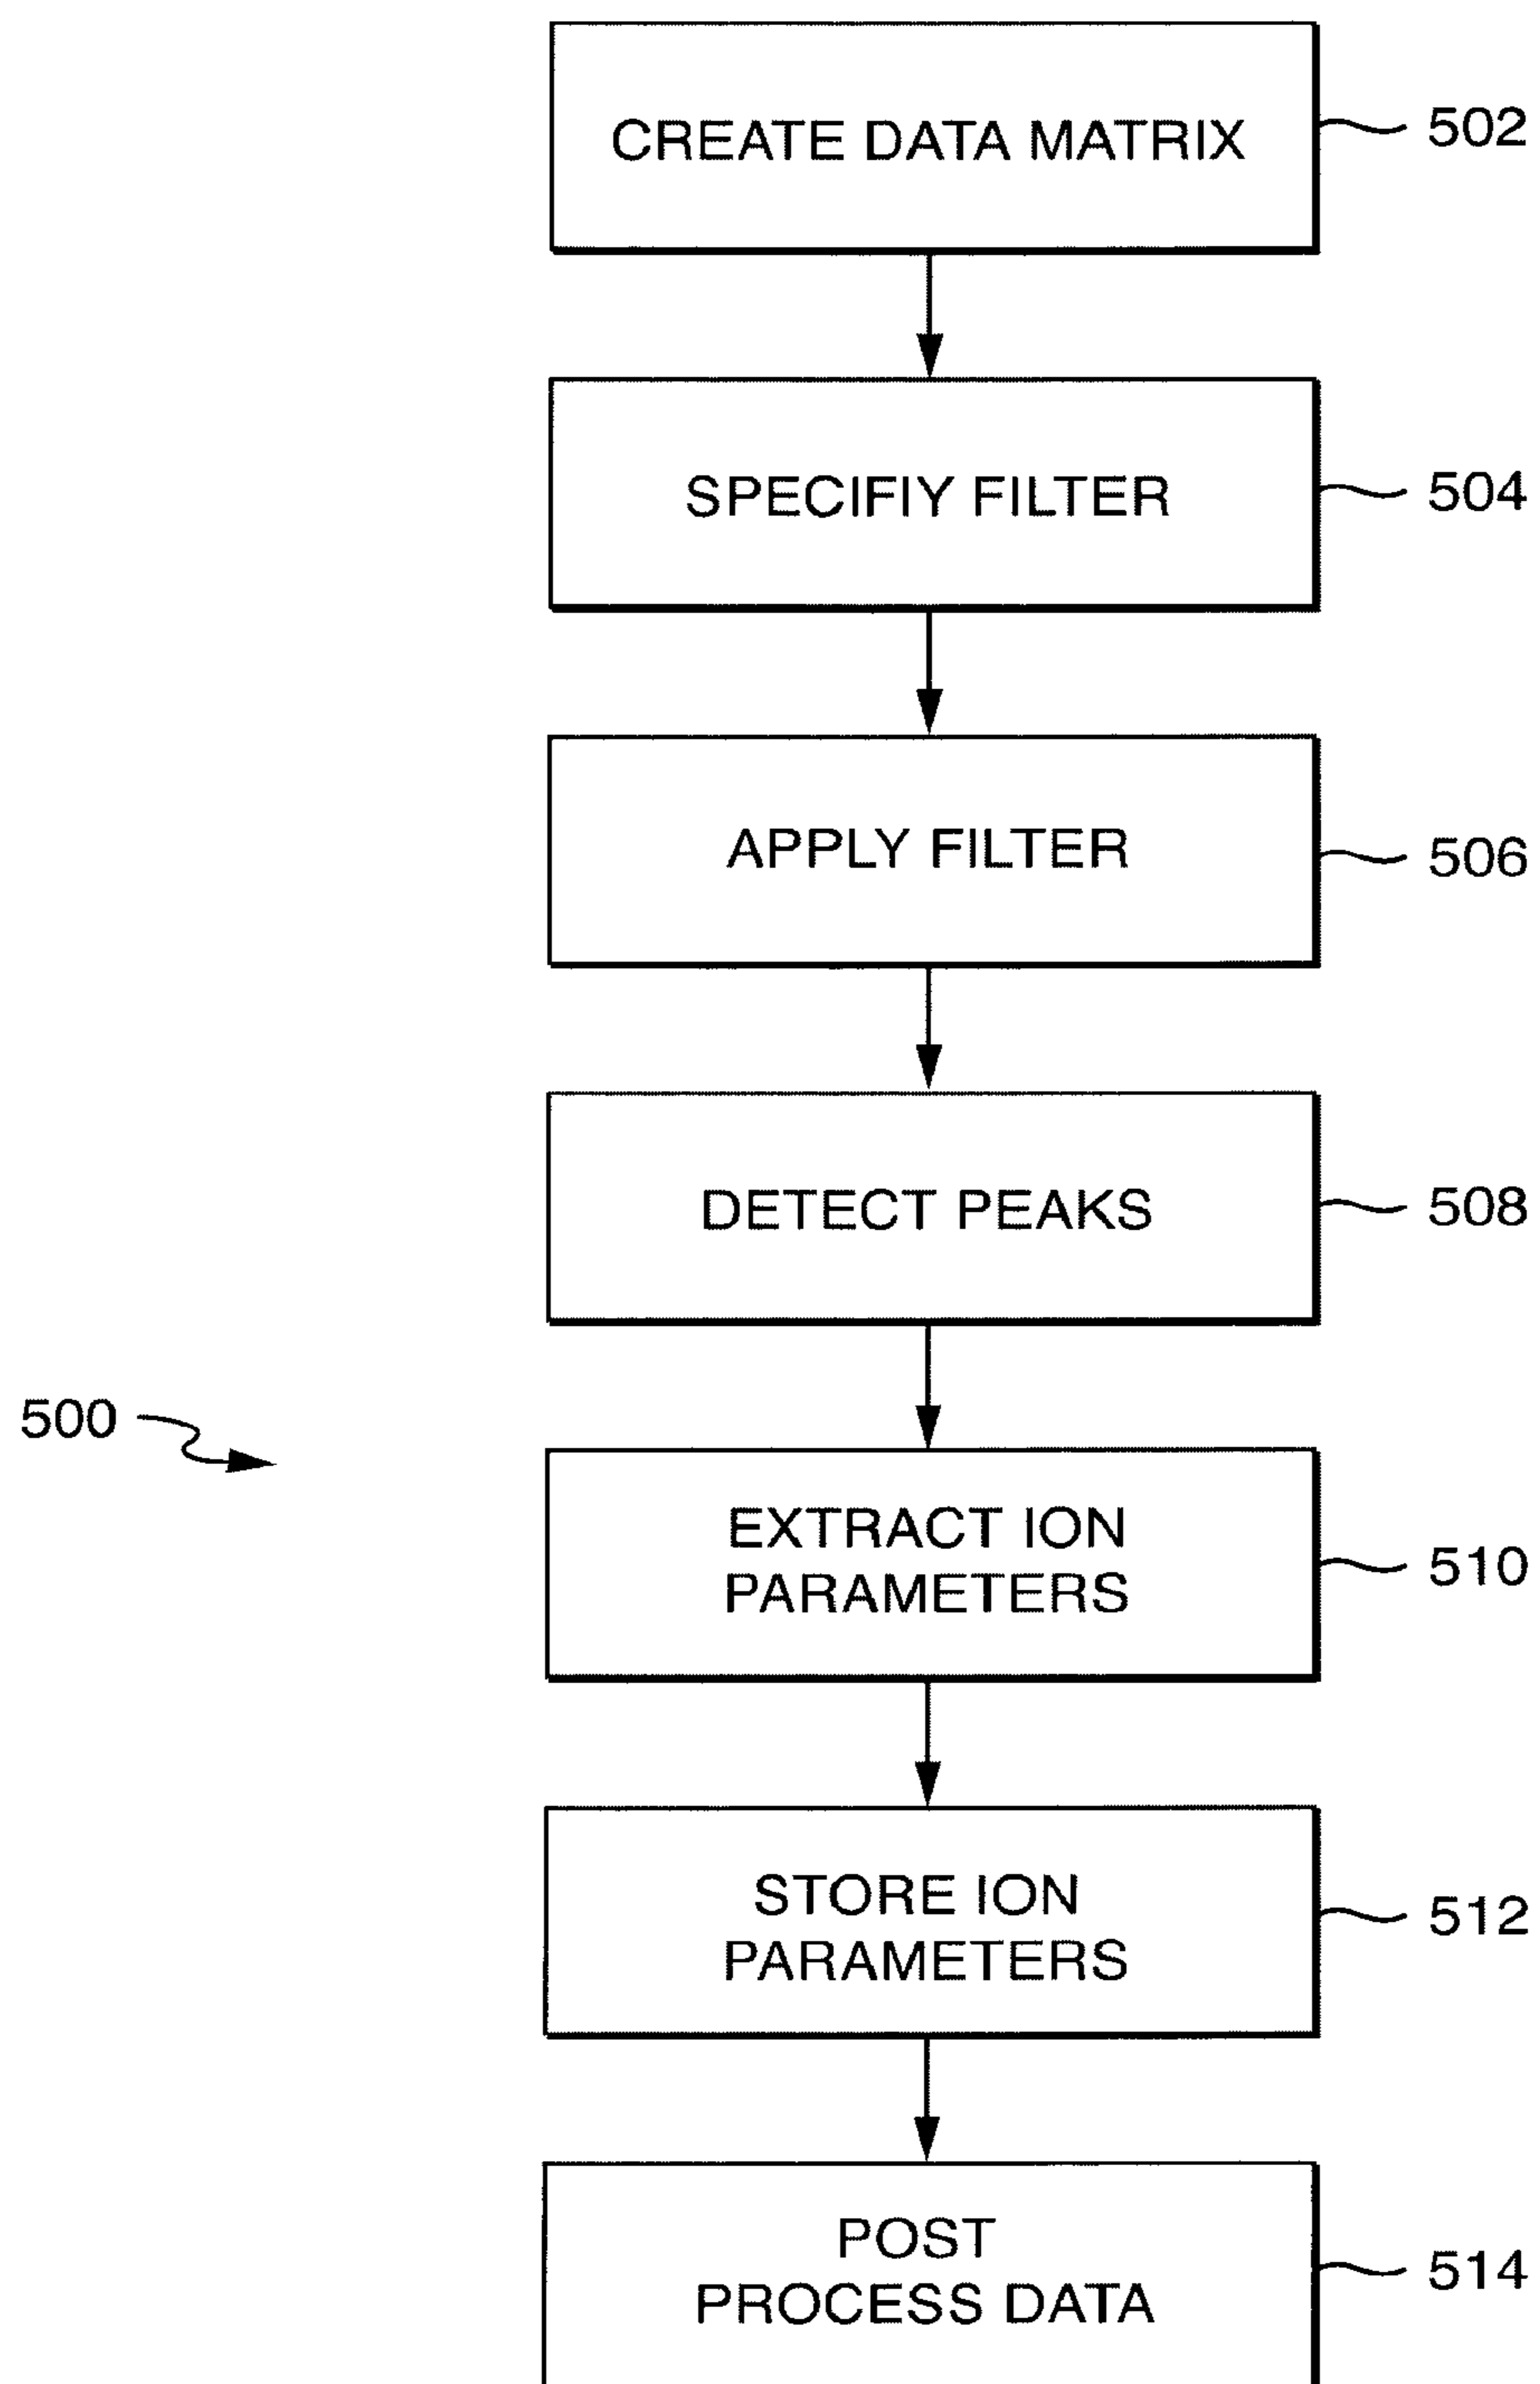 CREATE DATA MATRIX
502
SPECIFIY FILTER
504
APPLY FILTER
506
DETECT PEAKS
508
500
EXTRACT ION
PARAMETERS
510
STORE ION
PARAMETERS
512
POST
PROCESS DATA
514